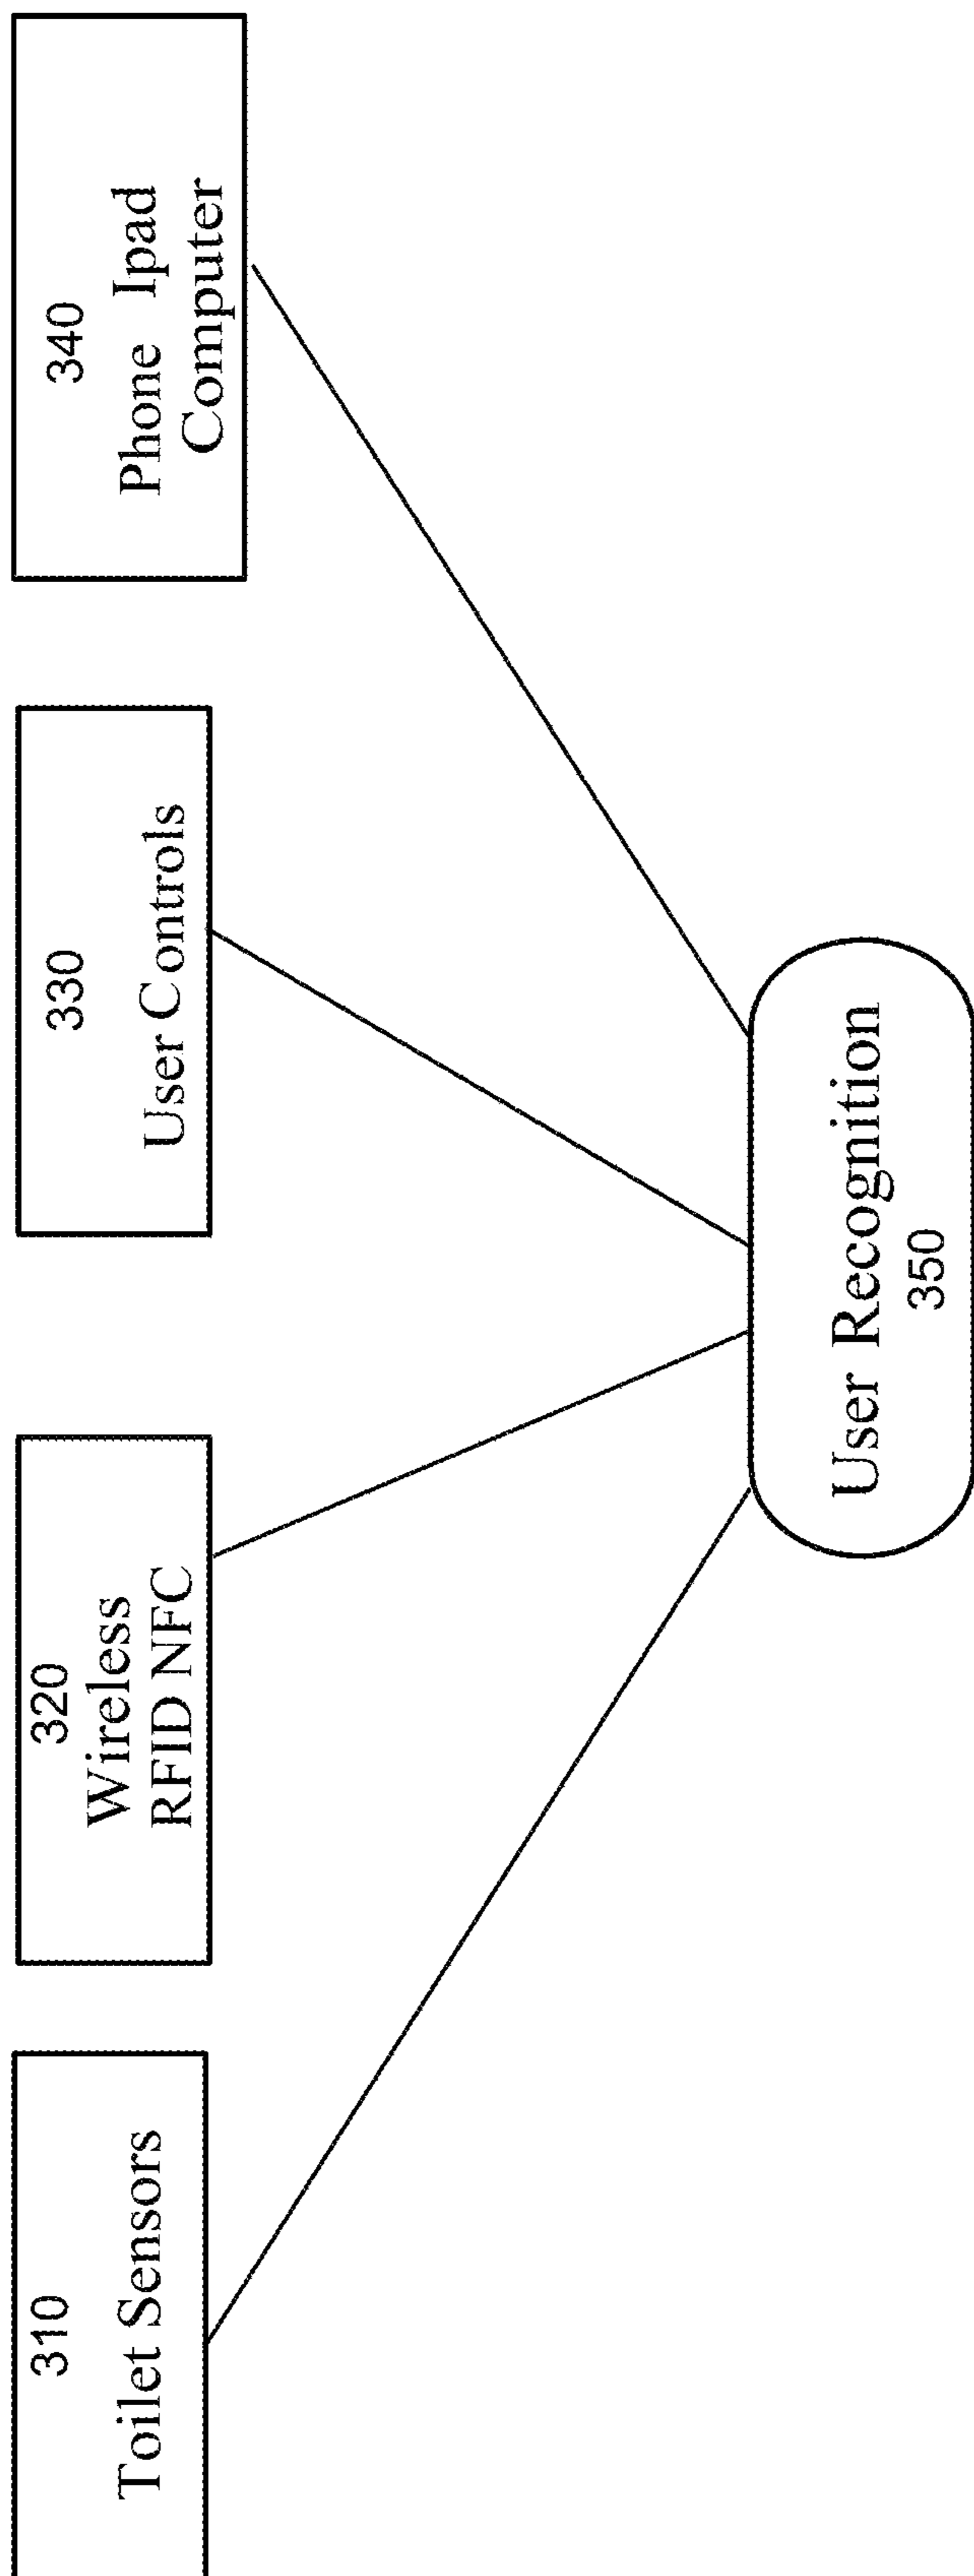 310
Toilet Sensors
320
Wireless
RFID NFC
330
User Controls
340
Phone Ipad
Computer
User Recognition
350